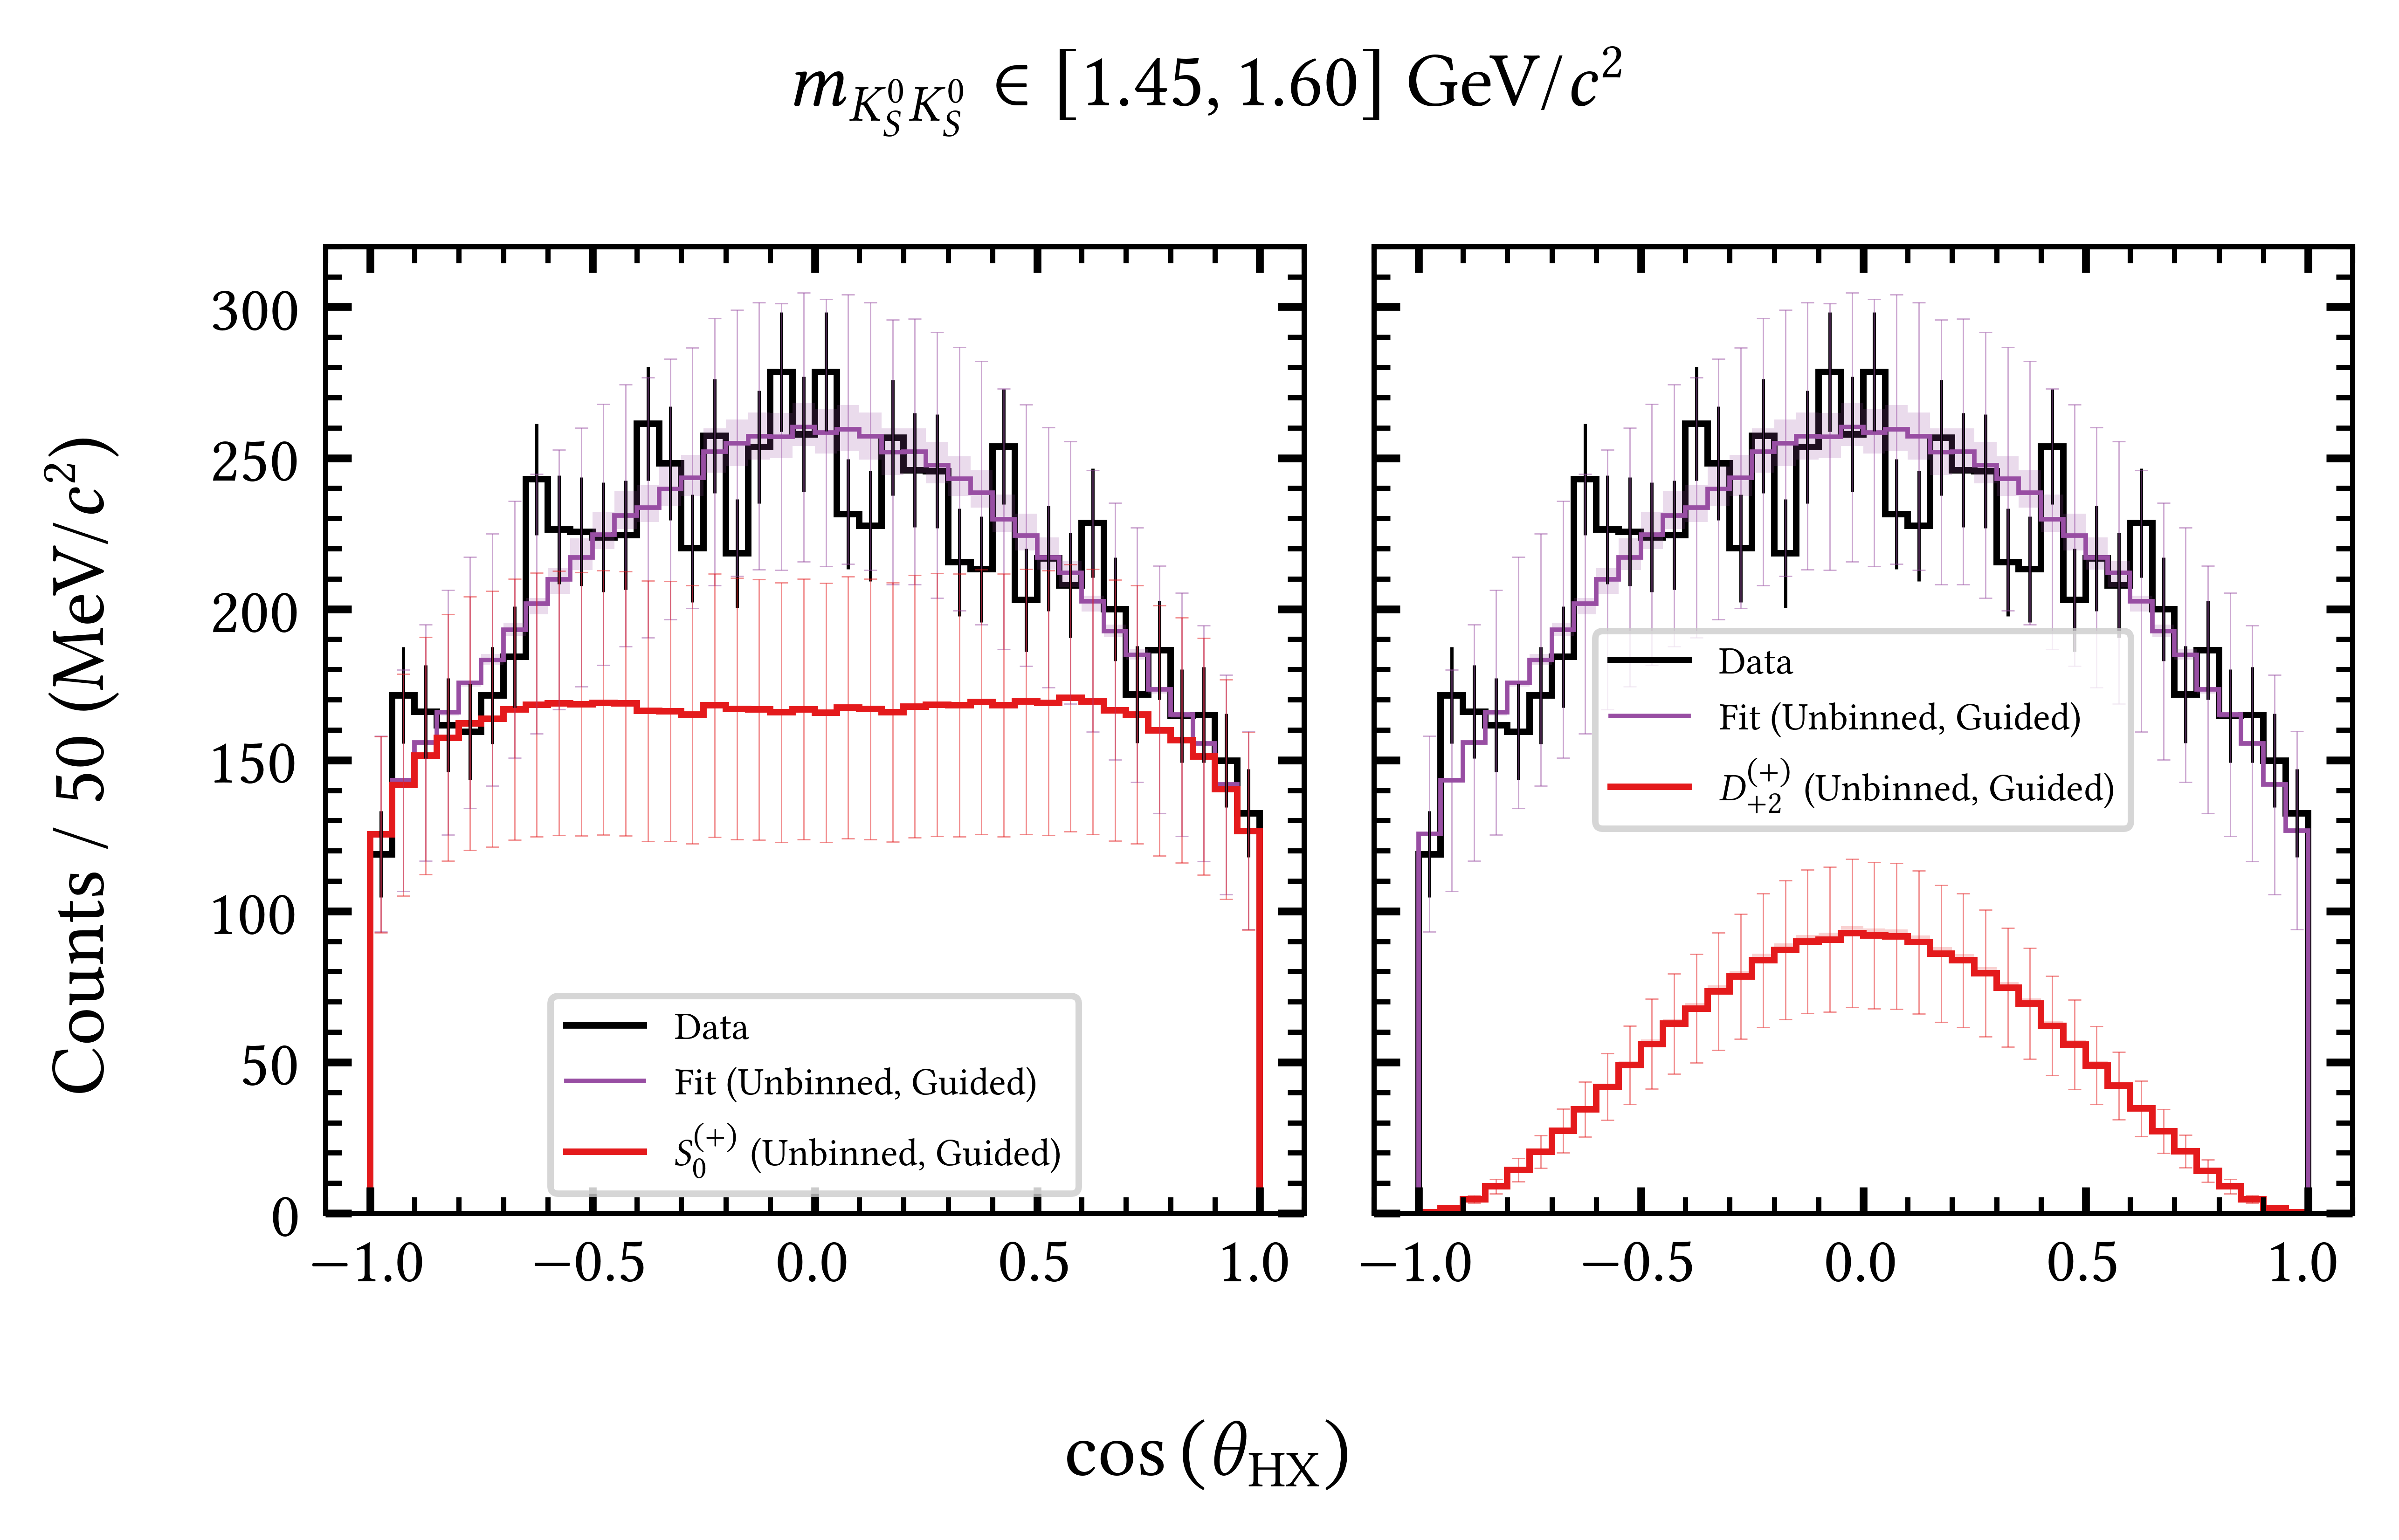 m_{K_S^0 K_S^0} ∈ [1.45, 1.60] GeV/c²
Counts / 50 (MeV/c²)
300
250
200
150
100
50
0
Data
Fit (Unbinned, Guided)
S_0^{(+)} (Unbinned, Guided)
Data
Fit (Unbinned, Guided)
D_{+2}^{(+)} (Unbinned, Guided)
−1.0 −0.5 0.0 0.5 1.0
−1.0 −0.5 0.0 0.5 1.0
cos (θ_{HX})